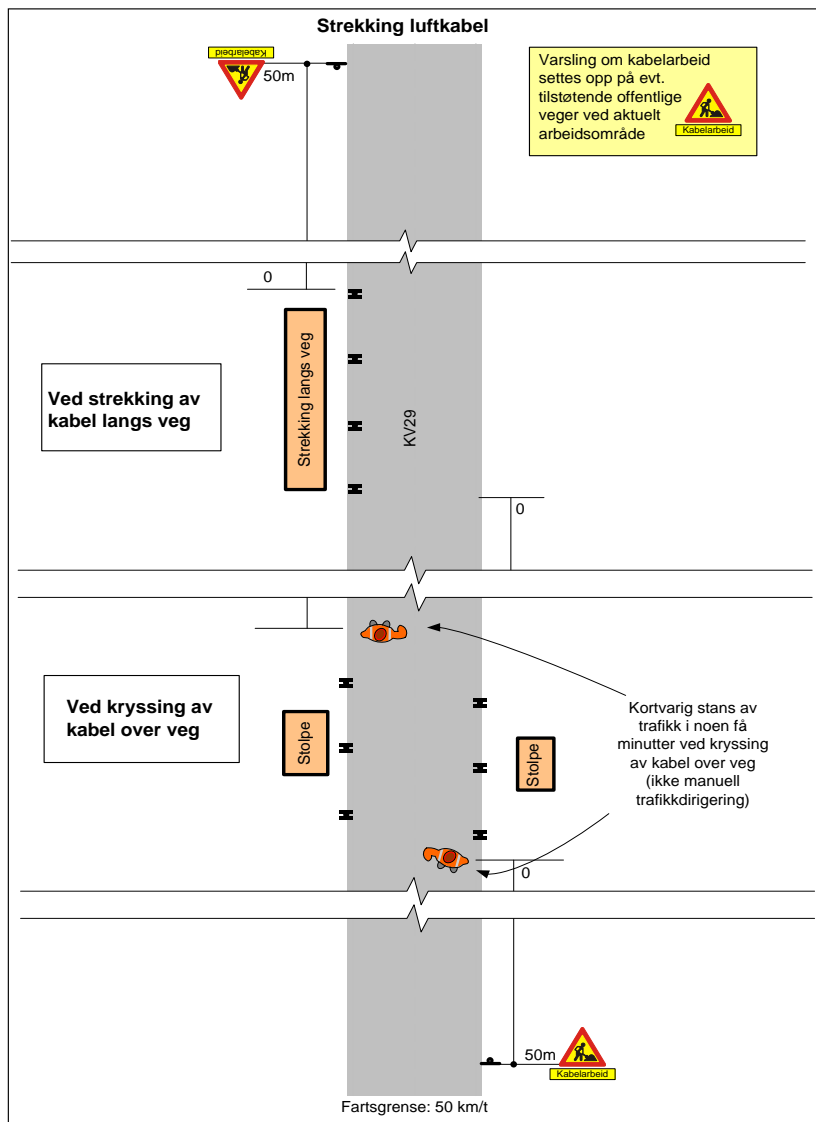 Strekking luftkabel
Kabelarbeid
50m
Varsling om kabelarbeid
settes opp på evt.
tilstøtende offentlige
veger ved aktuelt
arbeidsområde
Kabelarbeid
0
Ved strekking av
kabel langs veg
Strekking langs veg
KV29
0
Ved kryssing av
kabel over veg
Stolpe
Stolpe
Kortvarig stans av
trafikk i noen få
minutter ved kryssing
av kabel over veg
(ikke manuell
trafikkdirigering)
0
50m
Kabelarbeid
Fartsgrense: 50 km/t